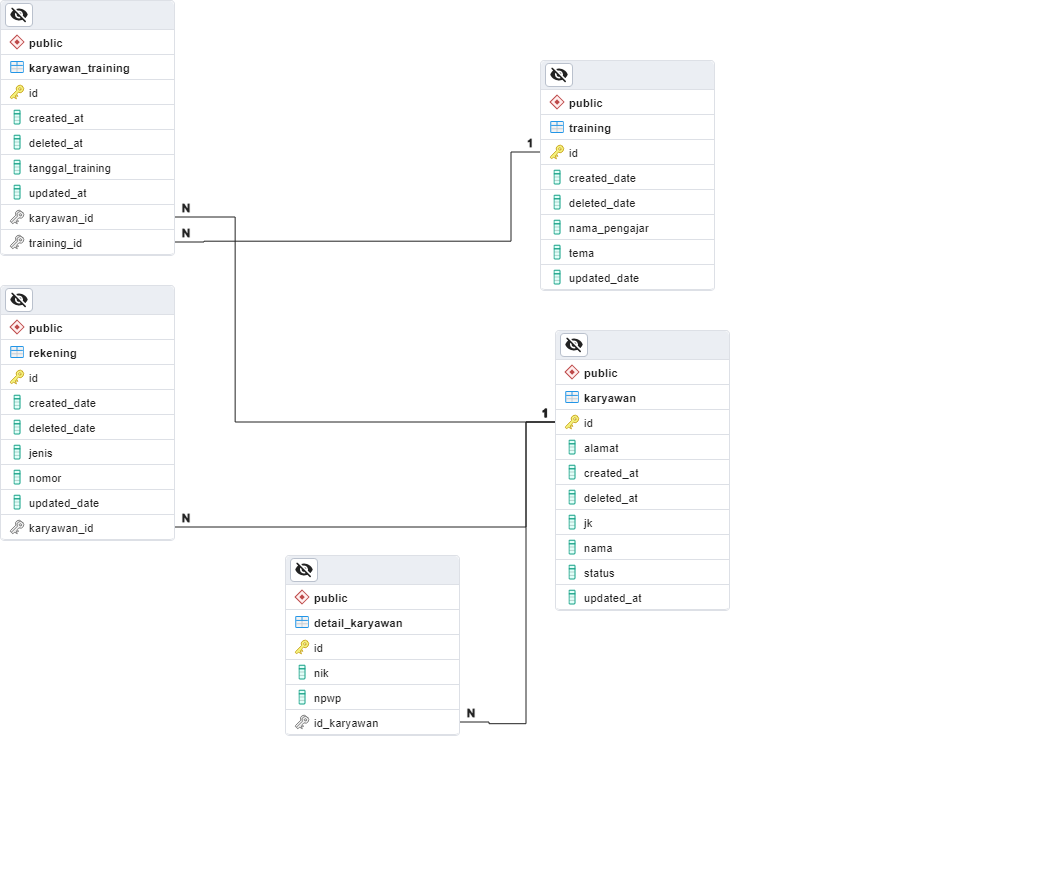 public
karyawan_training
id
created_at
deleted_at
tanggal_training
updated_at
karyawan_id
training_id
N
N
public
training
id
created_date
deleted_date
nama_pengajar
tema
updated_date
1
public
rekening
id
created_date
deleted_date
jenis
nomor
updated_date
karyawan_id
N
public
karyawan
id
alamat
created_at
deleted_at
jk
nama
status
updated_at
1
public
detail_karyawan
id
nik
npwp
id_karyawan
N